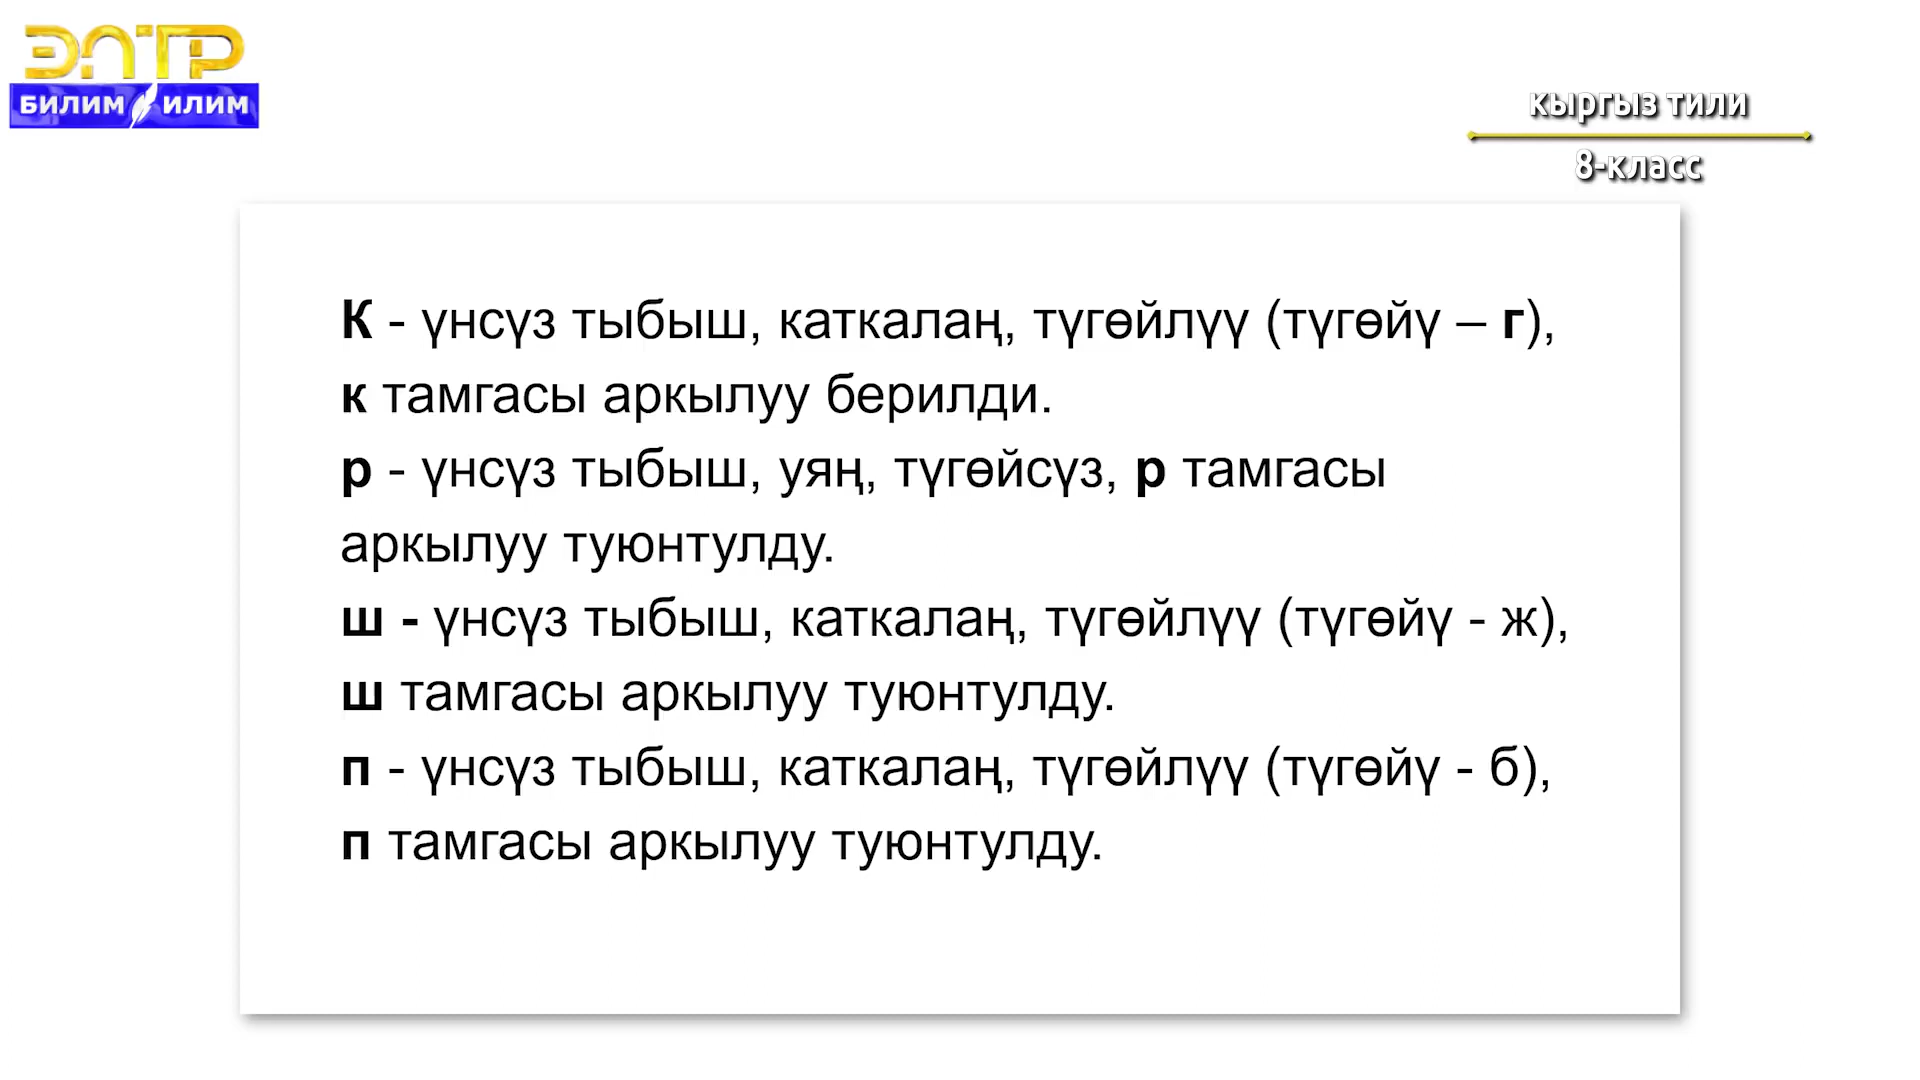 ЭЛТР
БИЛИМ ИЛИМ
кыргыз тили
8-класс
К - үнсүз тыбыш, каткалаң, түгөйлүү (түгөйү – г),
к тамгасы аркылуу берилди.
р - үнсүз тыбыш, уяң, түгөйсүз, р тамгасы
аркылуу туюнтулду.
ш - үнсүз тыбыш, каткалаң, түгөйлүү (түгөйү - ж),
ш тамгасы аркылуу туюнтулду.
п - үнсүз тыбыш, каткалаң, түгөйлүү (түгөйү - б),
п тамгасы аркылуу туюнтулду.